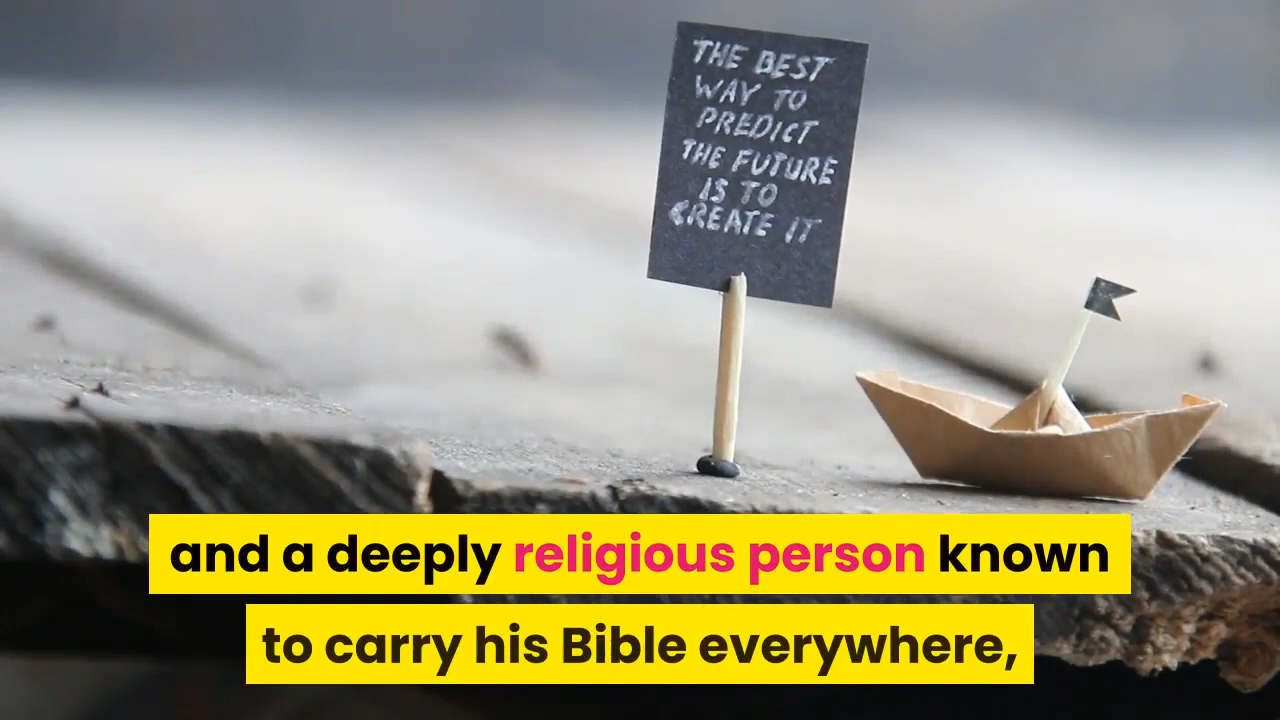 THE BEST
WAY TO
PREDICT
THE FUTURE
IS TO
CREATE IT
and a deeply religious person known
to carry his Bible everywhere,